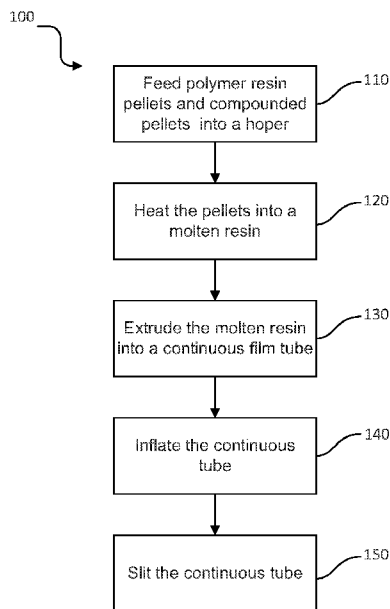 100
Feed polymer resin
pellets and compounded
pellets into a hoper
110
Heat the pellets into a
molten resin
120
Extrude the molten resin
into a continuous film tube
130
Inflate the continuous
tube
140
Slit the continuous tube
150